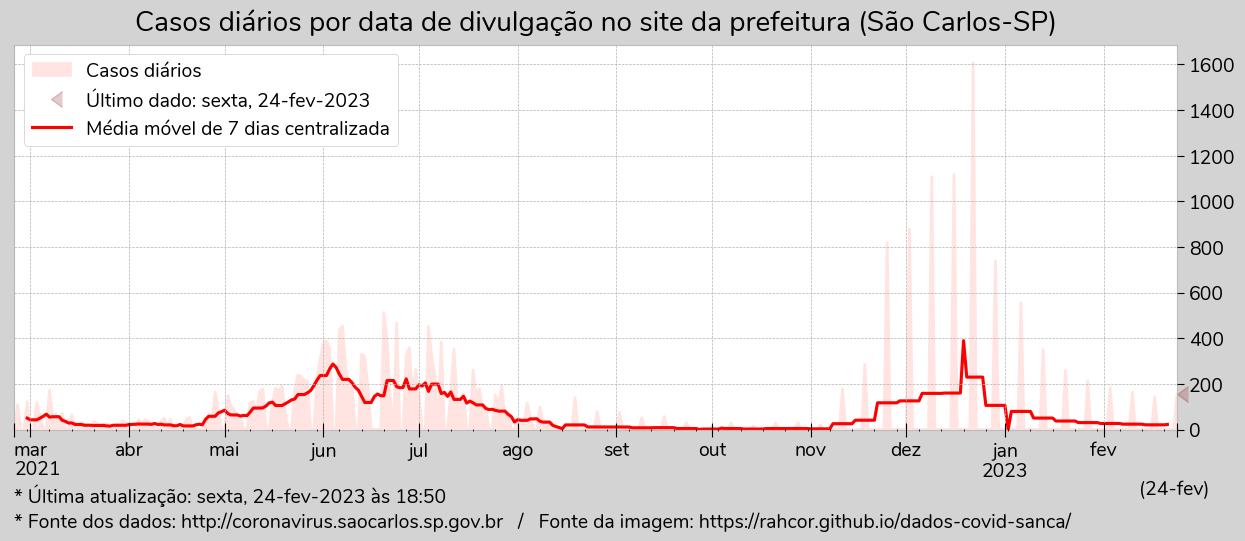 Casos diários por data de divulgação no site da prefeitura (São Carlos-SP)
Casos diários
Último dado: sexta, 24-fev-2023
Média móvel de 7 dias centralizada
1600
1400
1200
1000
800
600
400
200
0
mar abr mai jun jul ago set out nov dez jan fev
2021 2023
(24-fev)
* Última atualização: sexta, 24-fev-2023 às 18:50
* Fonte dos dados: http://coronavirus.saocarlos.sp.gov.br / Fonte da imagem: https://rahcor.github.io/dados-covid-sanca/